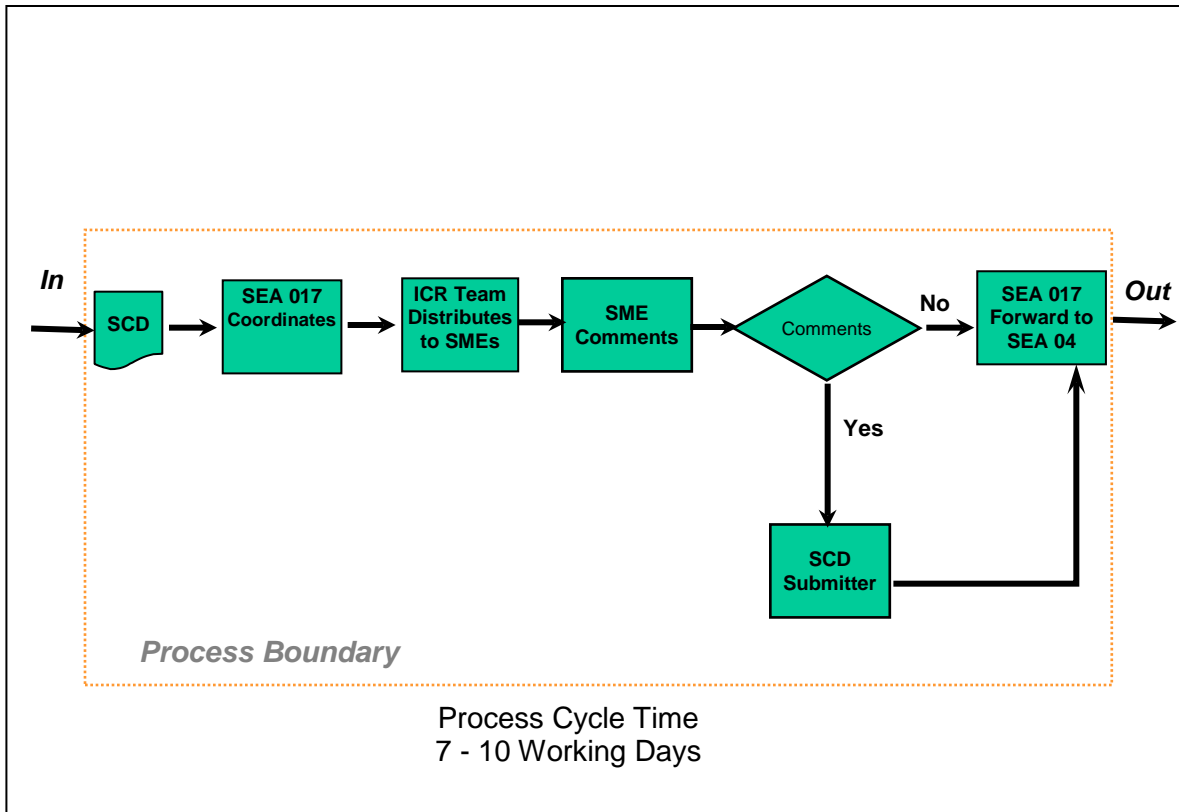 In
SCD
SEA 017
Coordinates
ICR Team
Distributes
to SMEs
SME
Comments
Comments
No
SEA 017
Forward to
SEA 04
Out
Yes
SCD
Submitter
Process Boundary
Process Cycle Time
7 - 10 Working Days